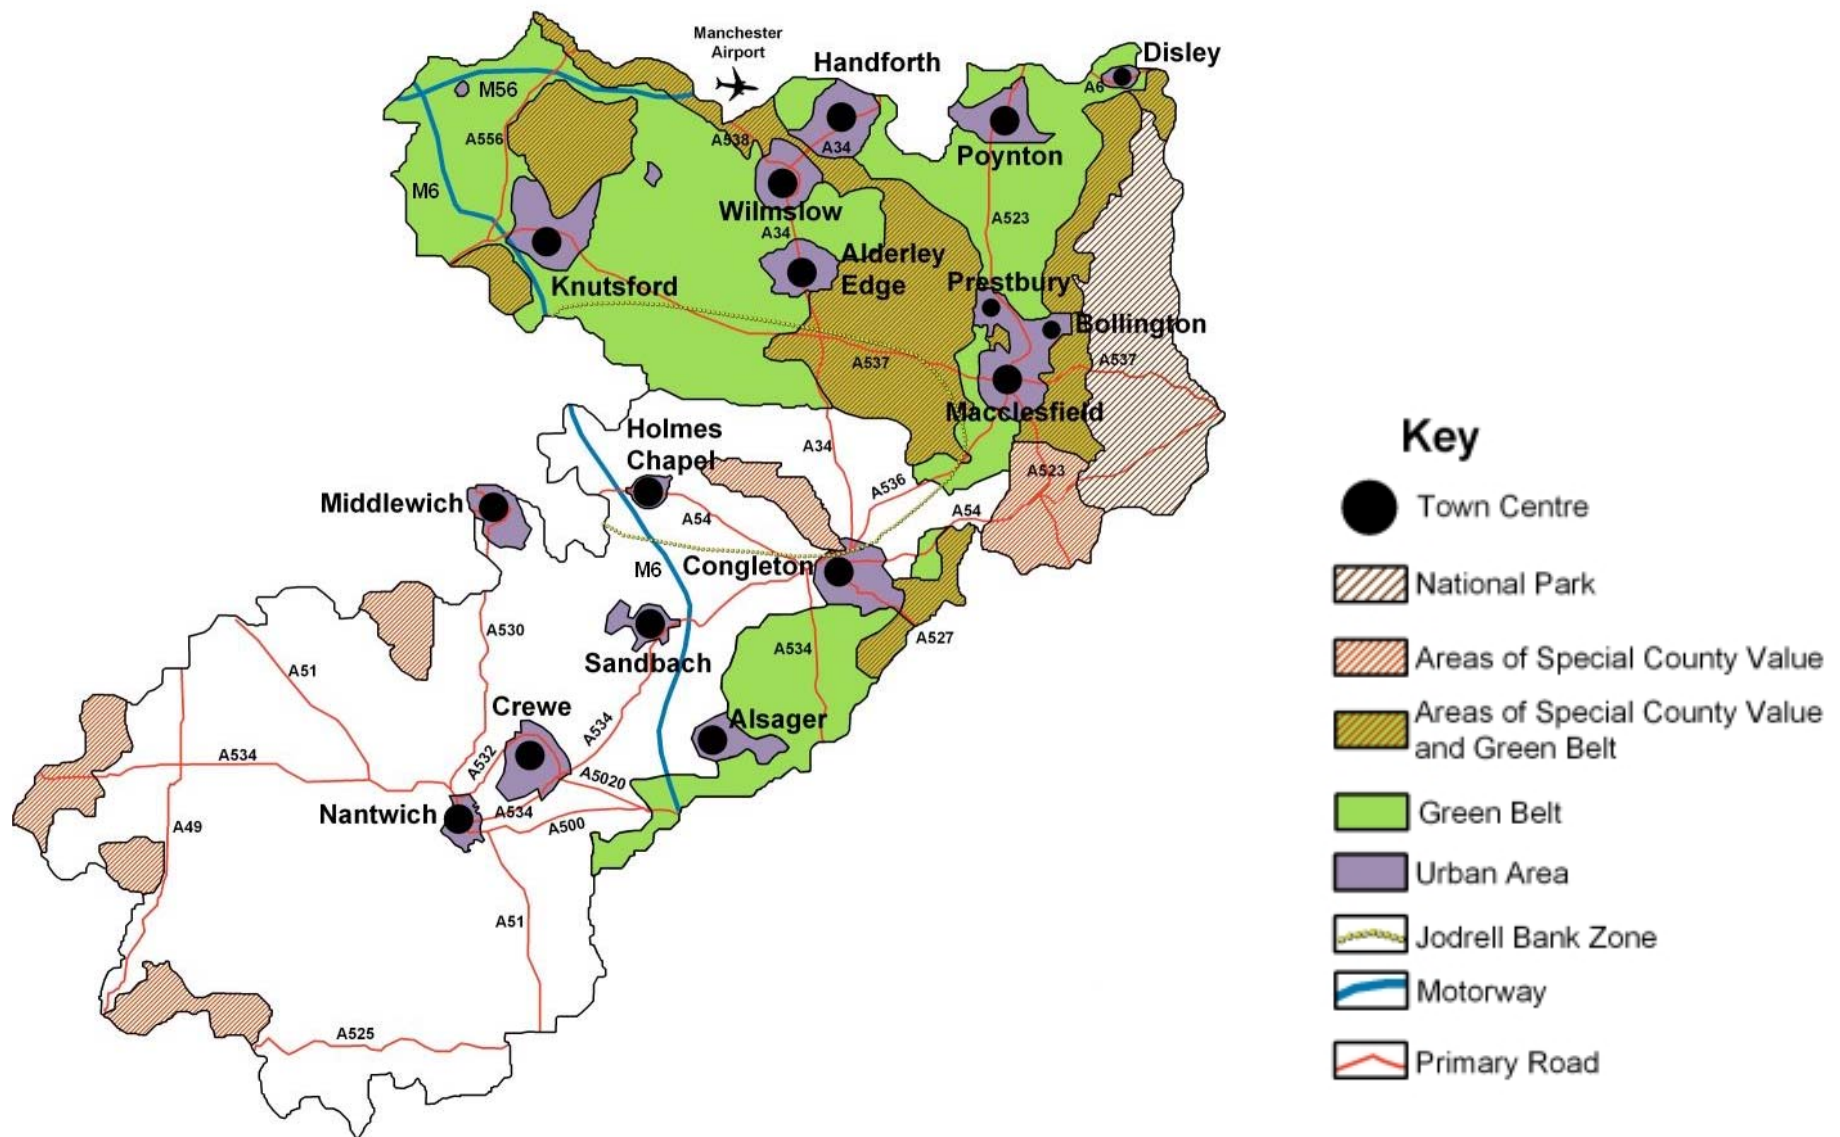 Manchester
Airport
Handforth
Disley
M56
A6
A556
A538
A34
Poynton
M6
Wilmslow
A34
A523
Alderley
Edge
Knutsford
Prestbury
Bollington
A537
A537
Macclesfield
Holmes
Chapel
A34
A523
A536
Middlewich
A54
A54
M6
Congleton
A530
A527
A534
Sandbach
A51
Crewe
Alsager
A534
A534
A532
A5020
Nantwich
A534
A500
A49
A51
A525
Key
Town Centre
National Park
Areas of Special County Value
Areas of Special County Value
and Green Belt
Green Belt
Urban Area
Jodrell Bank Zone
Motorway
Primary Road